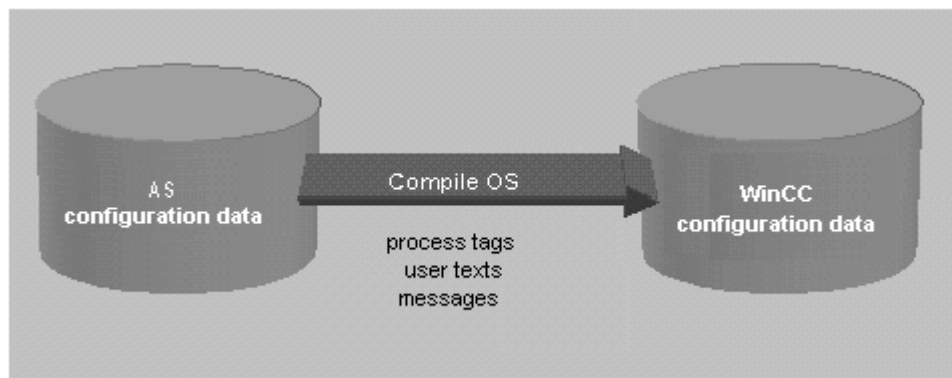 AS
configuration data
Compile OS
process tags
user texts
messages
WinCC
configuration data